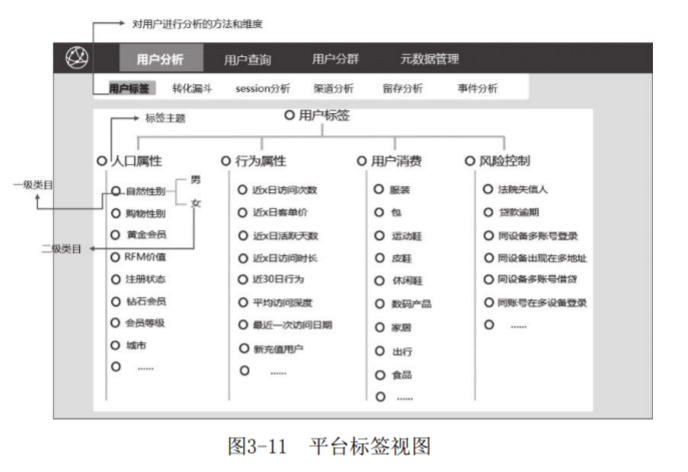 对用户进行分析的方法和维度
用户分析 用户查询 用户分群 元数据管理
用户标签 转化漏斗 session分析 渠道分析 留存分析 事件分析
标签主题
用户标签
人口属性 行为属性 用户消费 风险控制
一级类目
二级类目
自然性别
男
女
购物性别
黄金会员
RFM价值
注册状态
钻石会员
会员等级
城市
......
近x日访问次数
近x日客单价
近x日活跃天数
近x日访问时长
近30日行为
平均访问深度
最近一次访问日期
新充值用户
......
服装
包
运动鞋
皮鞋
休闲鞋
数码产品
家居
出行
食品
......
法院失信人
贷款逾期
同设备多账号登录
同设备出现在多地址
同设备多账号借贷
同账号在多设备登录
......
图3-11 平台标签视图